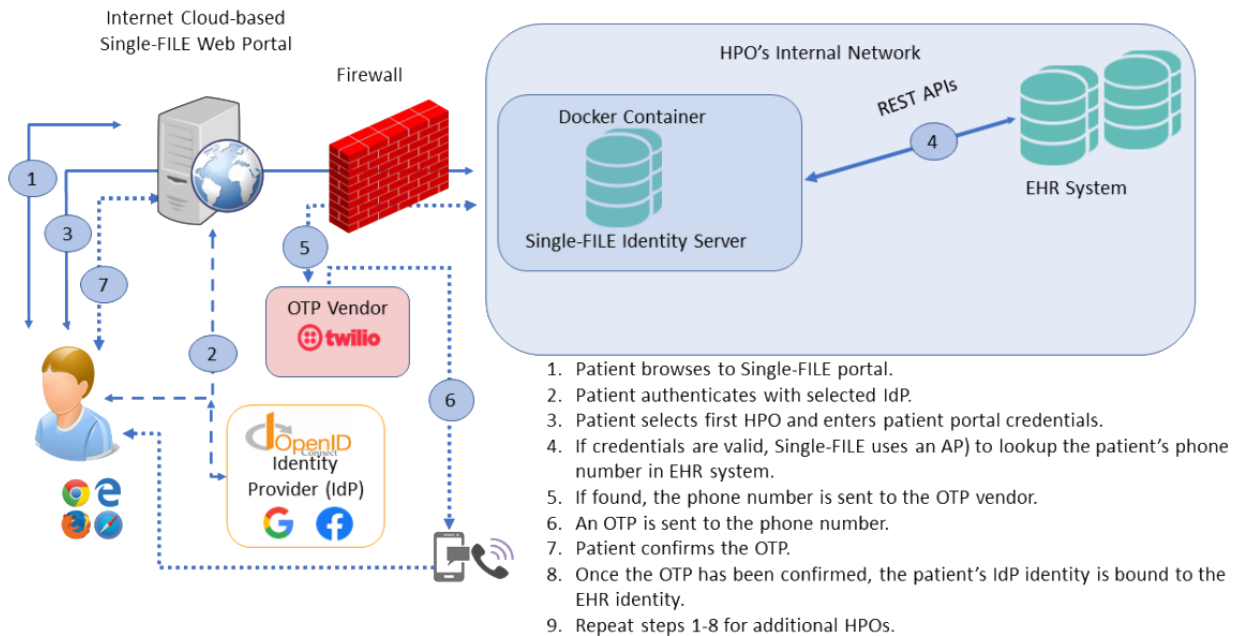 Internet Cloud-based
Single-FILE Web Portal
Firewall
HPO's Internal Network
Docker Container
Single-FILE Identity Server
REST APIs
EHR System
1
3
7
2
5
4
6
OTP Vendor
twilio
OpenID
Connect
Identity
Provider (IdP)
1. Patient browses to Single-FILE portal.
2. Patient authenticates with selected IdP.
3. Patient selects first HPO and enters patient portal credentials.
4. If credentials are valid, Single-FILE uses an AP) to lookup the patient's phone
number in EHR system.
5. If found, the phone number is sent to the OTP vendor.
6. An OTP is sent to the phone number.
7. Patient confirms the OTP.
8. Once the OTP has been confirmed, the patient's IdP identity is bound to the
EHR identity.
9. Repeat steps 1-8 for additional HPOs.